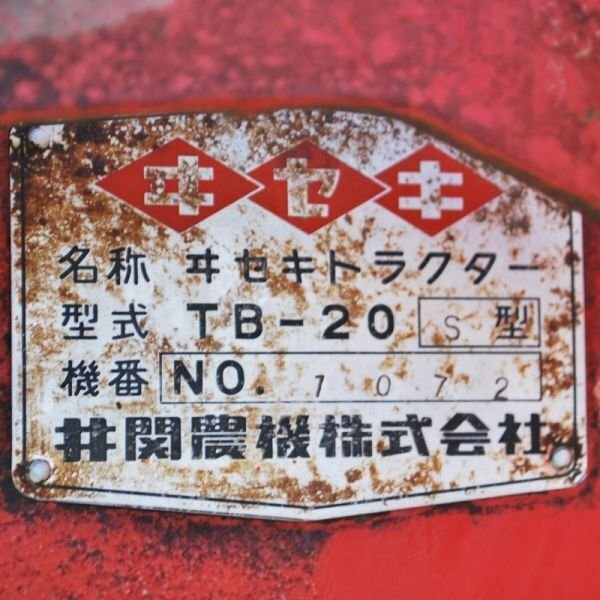 ヰセキ
名称 ヰセキトラクター
型式 TB-20 S型
機番 NO. 1072
井関農機株式会社